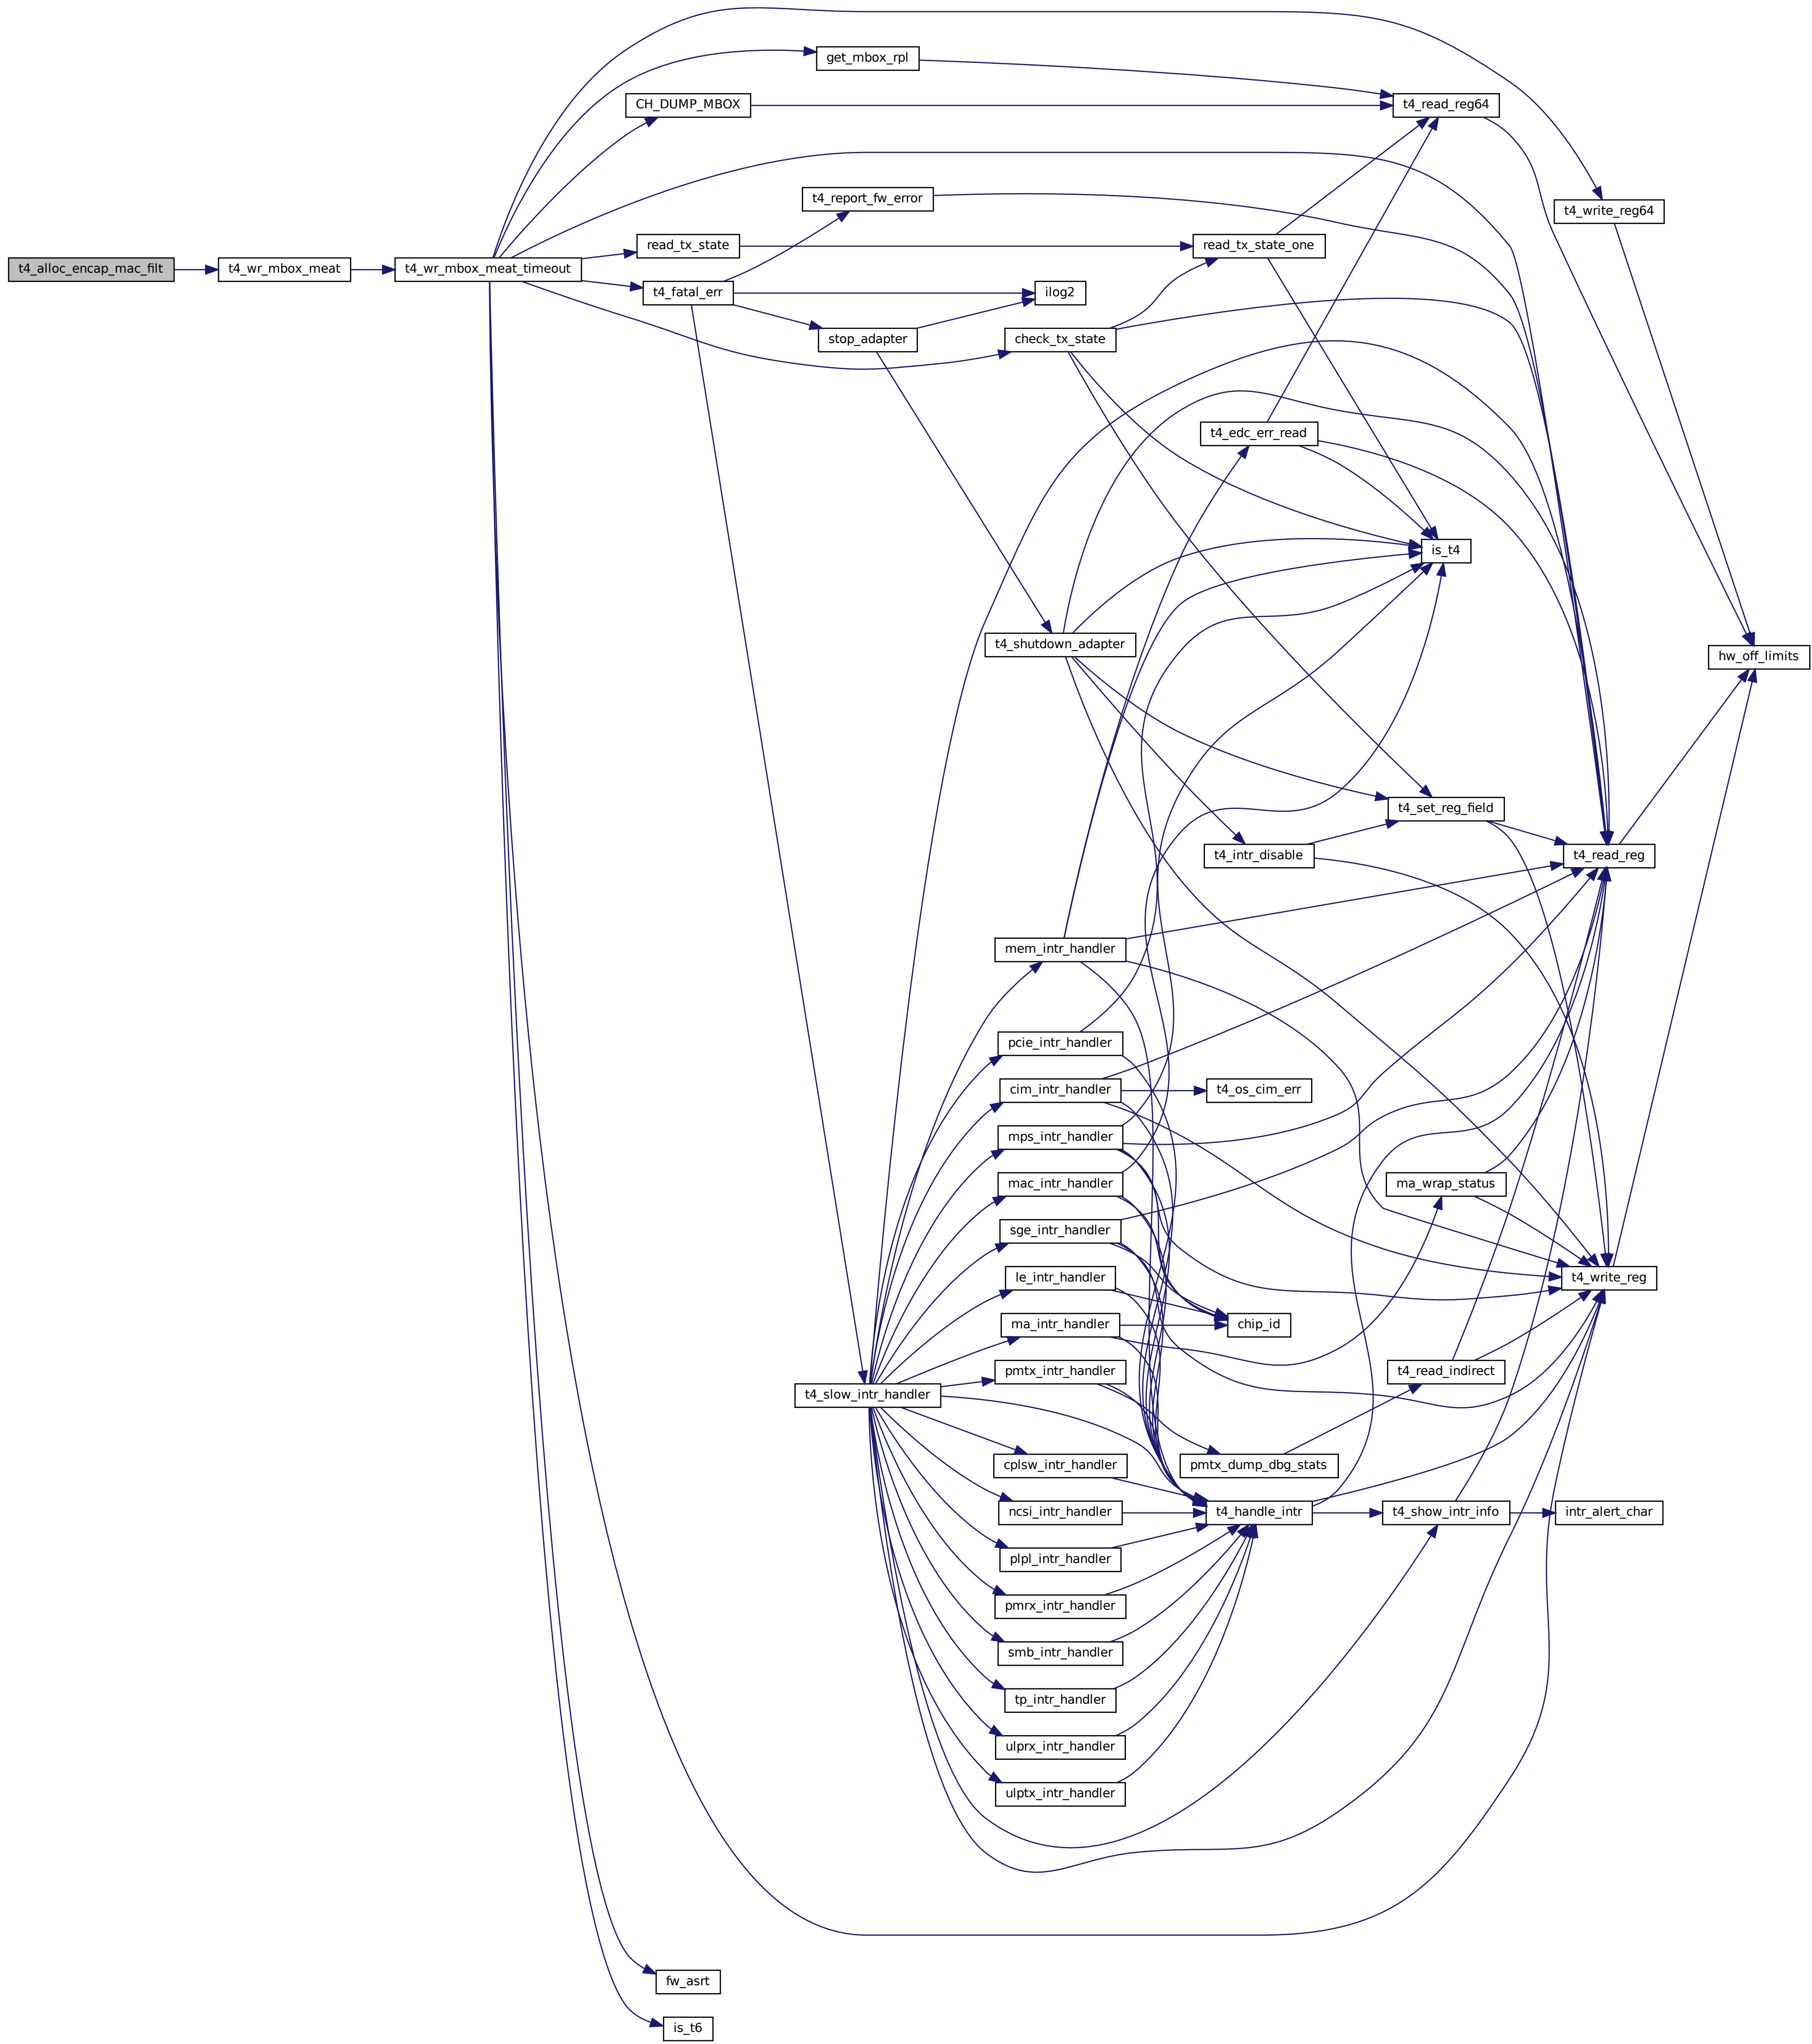 get_mbox_rpl
CH_DUMP_MBOX
t4_read_reg64
t4_report_fw_error
t4_write_reg64
read_tx_state
read_tx_state_one
t4_alloc_encap_mac_filt
t4_wr_mbox_meat
t4_wr_mbox_meat_timeout
t4_fatal_err
ilog2
stop_adapter
check_tx_state
t4_edc_err_read
is_t4
t4_shutdown_adapter
hw_off_limits
t4_set_reg_field
t4_intr_disable
t4_read_reg
mem_intr_handler
pcie_intr_handler
cim_intr_handler
t4_os_cim_err
mps_intr_handler
mac_intr_handler
ma_wrap_status
sge_intr_handler
le_intr_handler
t4_write_reg
ma_intr_handler
chip_id
pmtx_intr_handler
t4_read_indirect
t4_slow_intr_handler
cplsw_intr_handler
pmtx_dump_dbg_stats
ncsi_intr_handler
t4_handle_intr
t4_show_intr_info
intr_alert_char
plpl_intr_handler
pmrx_intr_handler
smb_intr_handler
tp_intr_handler
ulprx_intr_handler
ulptx_intr_handler
fw_asrt
is_t6